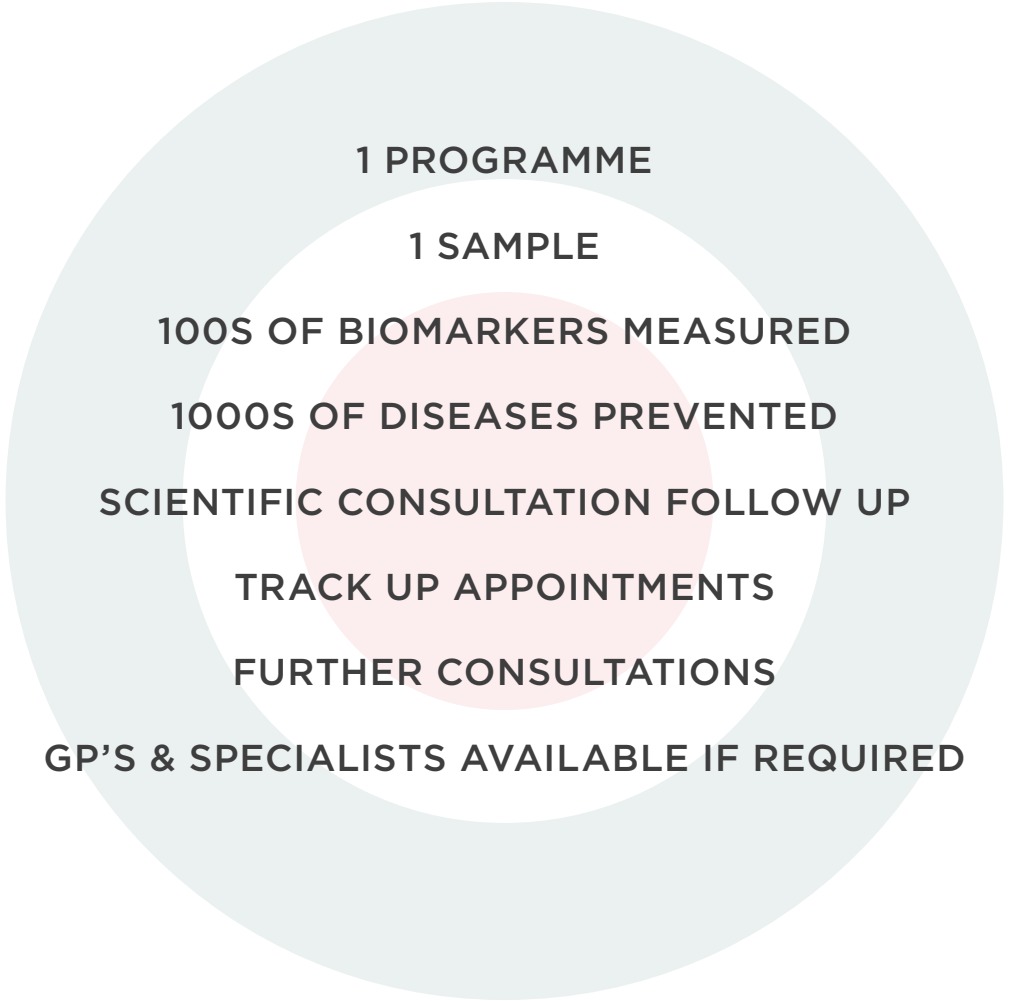 1 PROGRAMME
1 SAMPLE
100S OF BIOMARKERS MEASURED
1000S OF DISEASES PREVENTED
SCIENTIFIC CONSULTATION FOLLOW UP
TRACK UP APPOINTMENTS
FURTHER CONSULTATIONS
GP’S & SPECIALISTS AVAILABLE IF REQUIRED